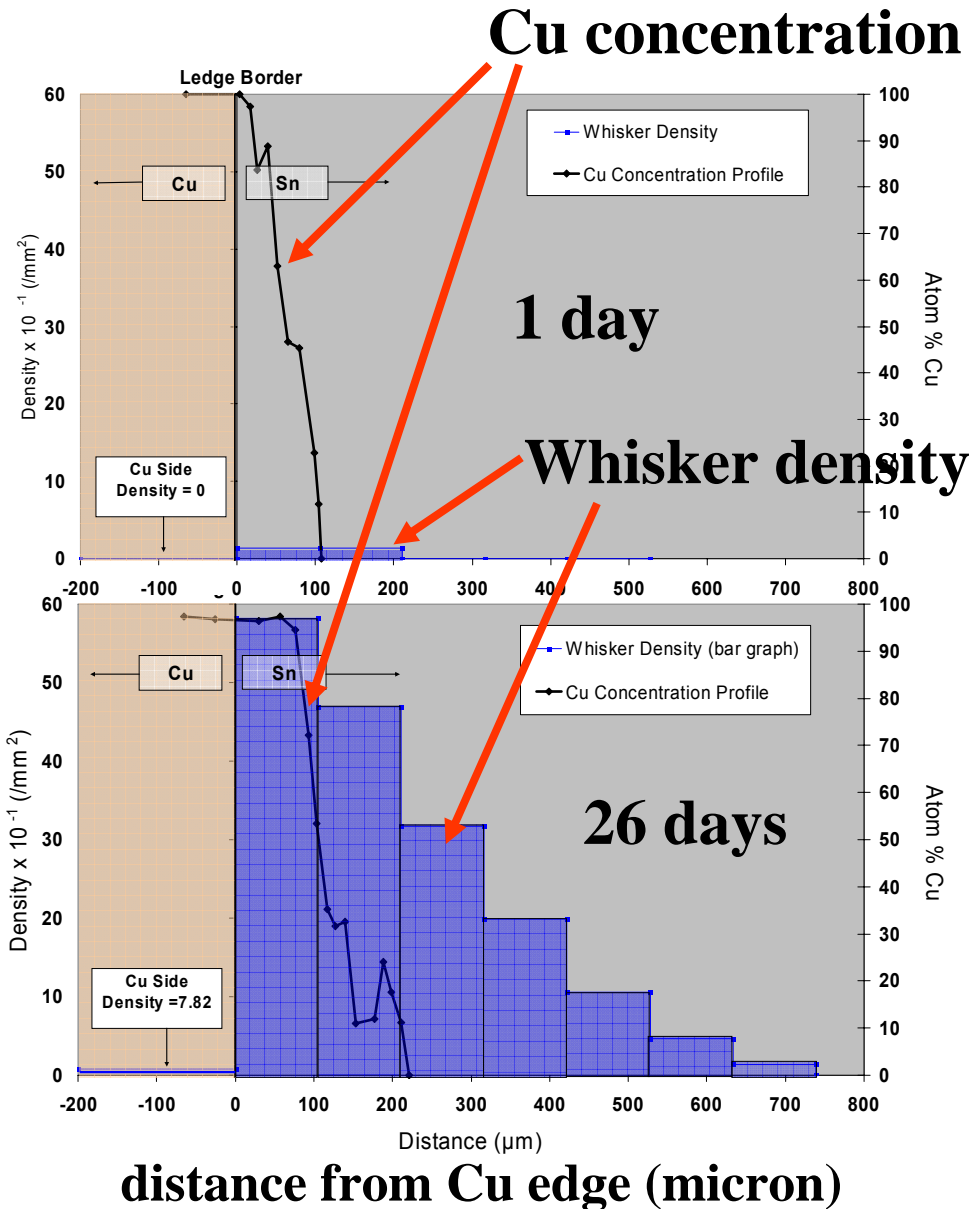 Cu concentration
Ledge Border
60
50
40
30
20
10
0
Density x 10 -1 (/mm2)
100
90
80
70
60
50
40
30
20
10
0
Atom % Cu
Whisker Density
Cu Concentration Profile
Cu
Sn
1 day
Whisker density
Cu Side
Density = 0
-200 -100 0 100 200 300 400 500 600 700 800
60
50
40
30
20
10
0
Density x 10 -1 (/mm2)
100
90
80
70
60
50
40
30
20
10
0
Atom % Cu
Whisker Density (bar graph)
Cu Concentration Profile
Cu
Sn
26 days
Cu Side
Density =7.82
-200 -100 0 100 200 300 400 500 600 700 800
Distance (µm)
distance from Cu edge (micron)